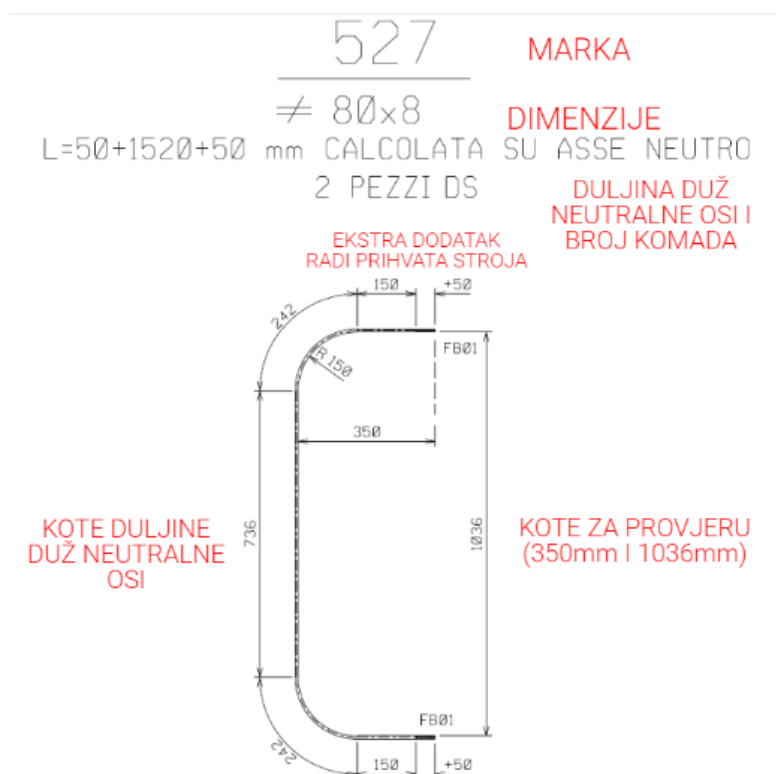 527
MARKA
≠ 80x8
DIMENZIJE
L=50+1520+50 mm CALCOLATA SU ASSE NEUTRO
2 PEZZI DS
DULJINA DUŽ
NEUTRALNE OSI I
BROJ KOMADA
EKSTRA DODATAK
RADI PRIHVATA STROJA
150
+50
242
R 150
FB01
350
736
1036
KOTE DULJINE
DUŽ NEUTRALNE
OSI
KOTE ZA PROVJERU
(350mm I 1036mm)
FB01
242
150
+50